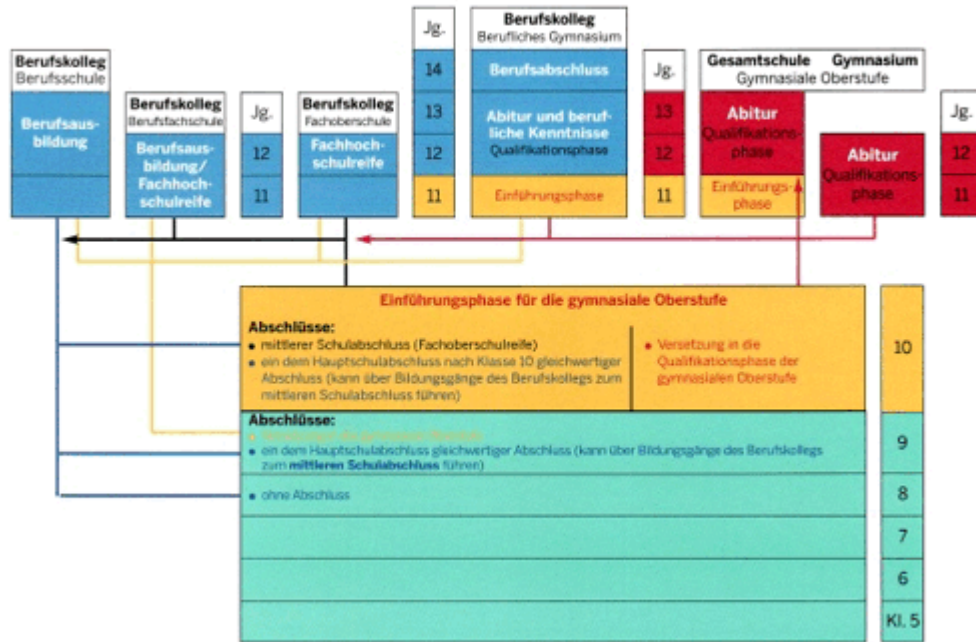 Jg.
Berufskolleg
Berufliches Gymnasium
Berufskolleg
Berufsschule
14
Berufsabschluss
Jg.
Gesamtschule Gymnasium
Gymnasiale Oberstufe
Berufsaus-
bildung
Berufskolleg
Berufsfachschule
Jg.
Berufskolleg
Fachoberschule
13
Abitur und beruf-
liche Kenntnisse
Qualifikationsphase
13
Abitur
Qualifikations-
phase
Jg.
Berufsaus-
bildung/
Fachhoch-
schulreife
12
11
Fachhoch-
schulreife
12
11
Einführungsphase
12
11
Einführungs-
phase
Abitur
Qualifikations-
phase
12
11
Einführungsphase für die gymnasiale Oberstufe
Abschlüsse:
• mittlerer Schulabschluss (Fachoberschulreife)
• ein dem Hauptschulabschluss nach Klasse 10 gleichwertiger
Abschluss (kann über Bildungsgänge des Berufskollegs zum
mittleren Schulabschluss führen)
• Versetzung in die
Qualifikationsphase der
gymnasialen Oberstufe
10
Abschlüsse:
• ein dem Hauptschulabschluss gleichwertiger Abschluss (kann über Bildungsgänge des Berufskollegs
zum mittleren Schulabschluss führen)
9
• ohne Abschluss
8
7
6
Kl. 5